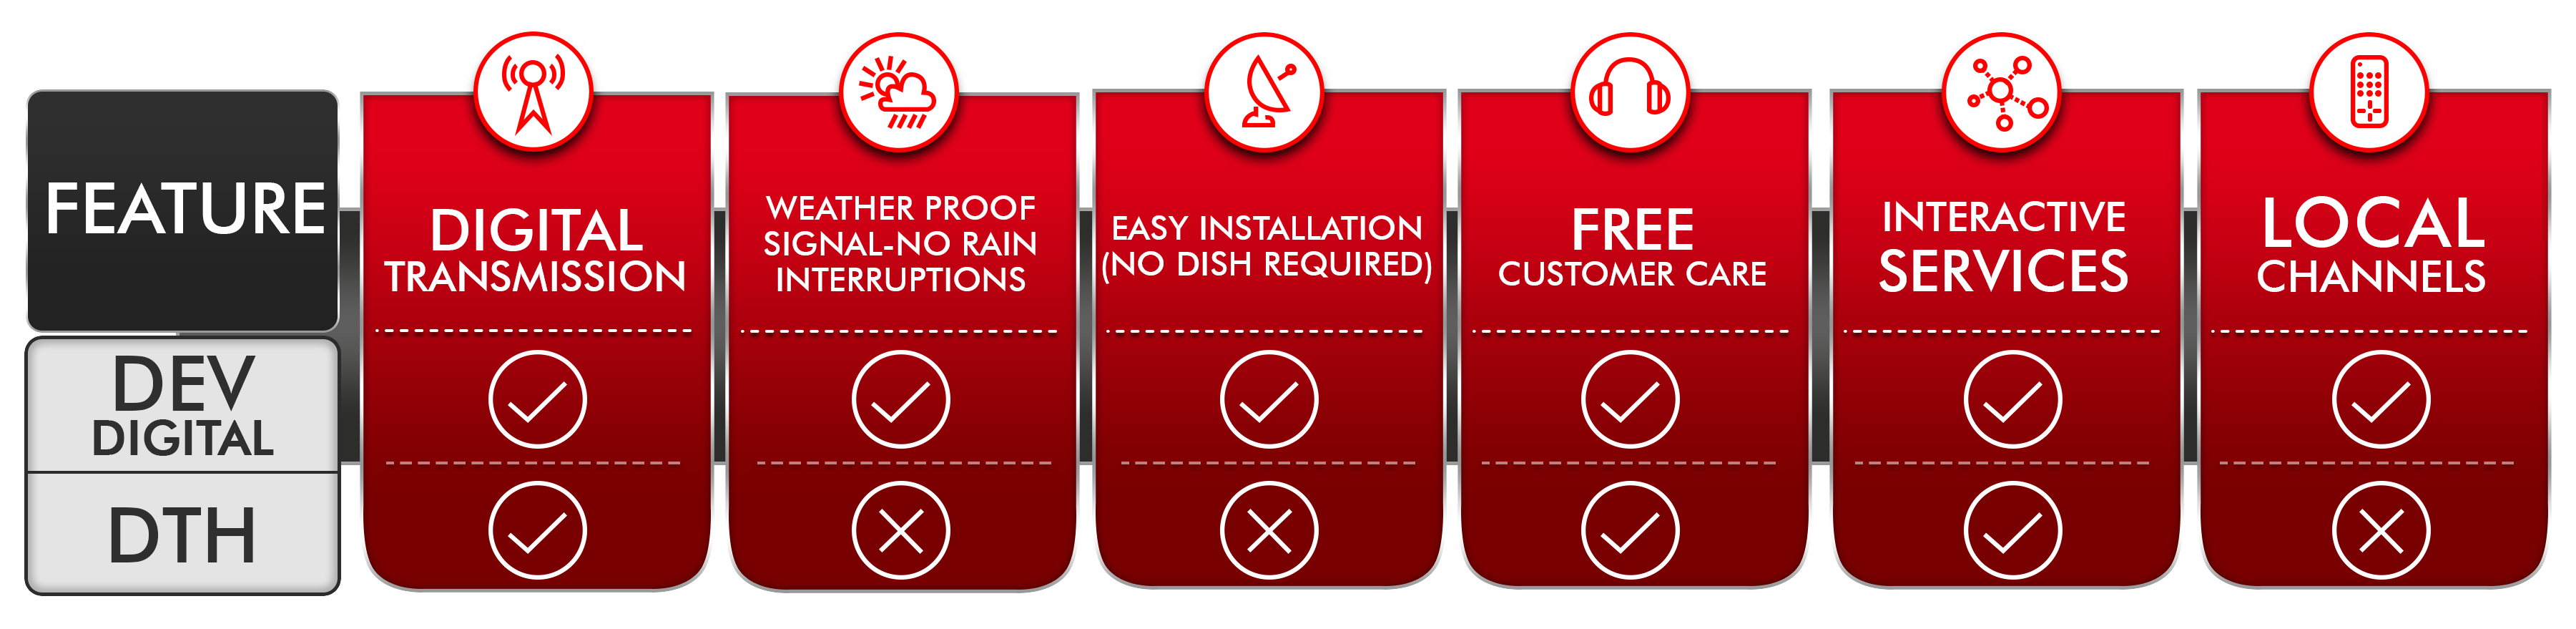 FEATURE
DIGITAL
TRANSMISSION
WEATHER PROOF
SIGNAL-NO RAIN
INTERRUPTIONS
EASY INSTALLATION
(NO DISH REQUIRED)
FREE
CUSTOMER CARE
INTERACTIVE
SERVICES
LOCAL
CHANNELS
DEV
DIGITAL
DTH